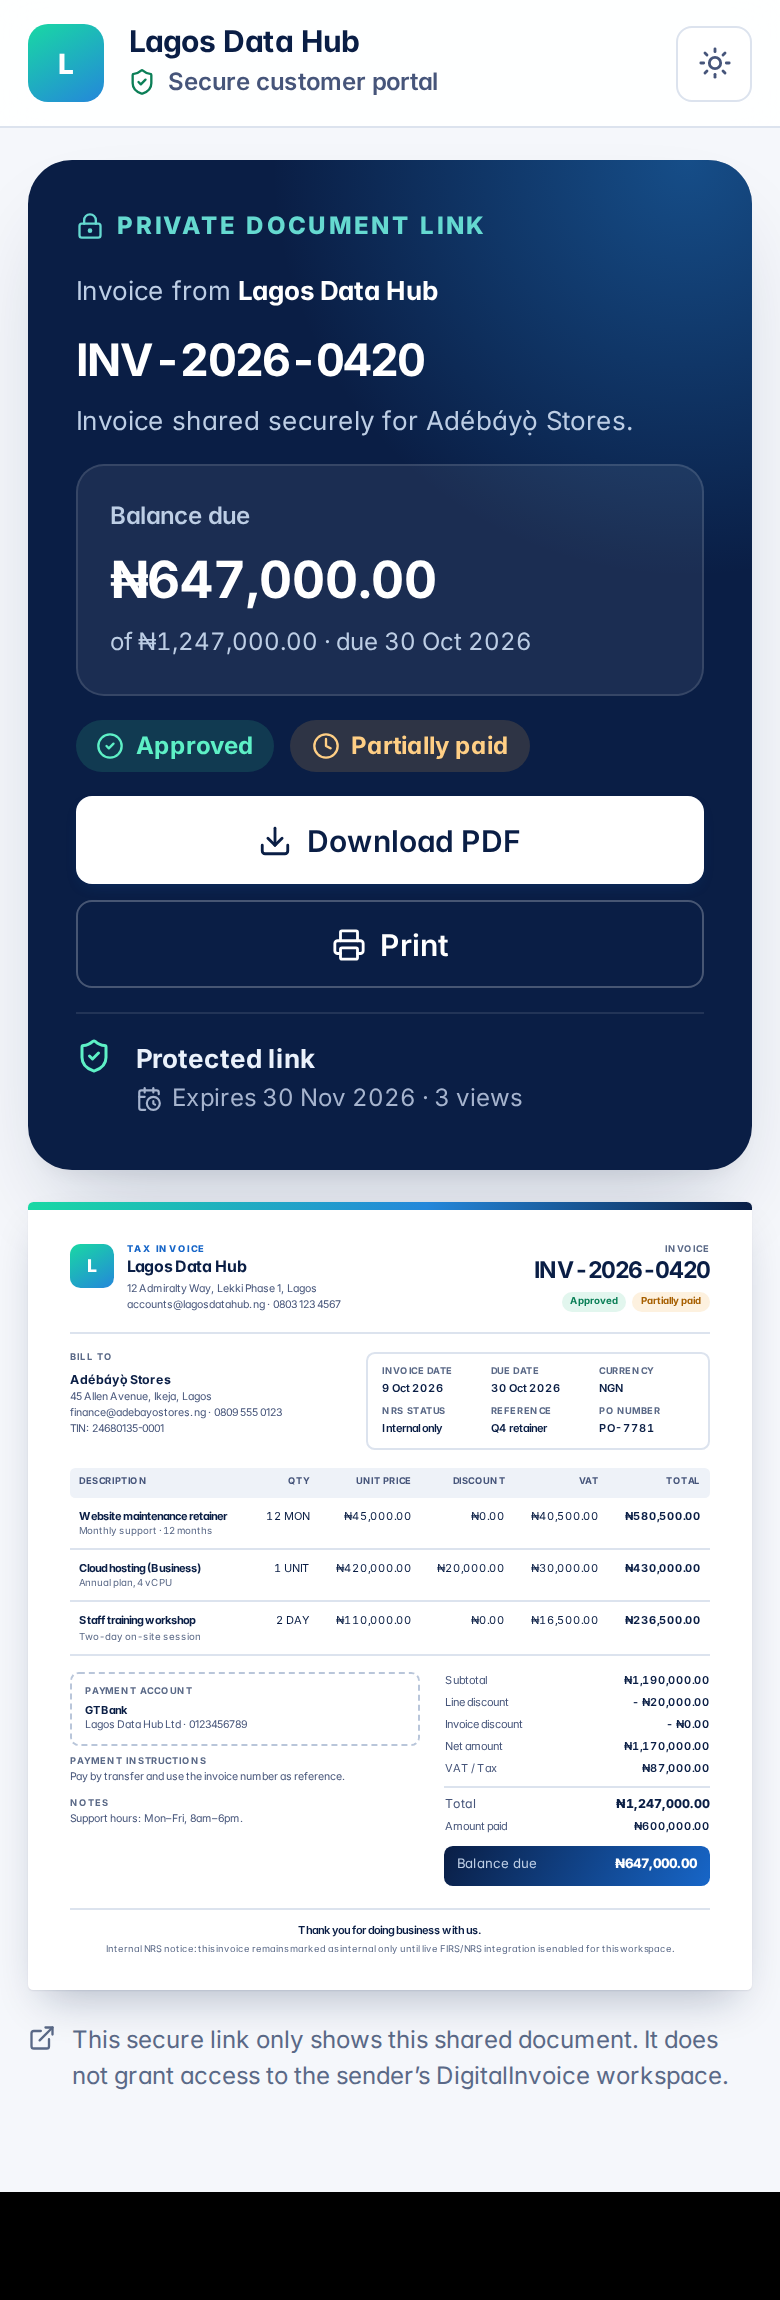 L
Lagos Data Hub
Secure customer portal
PRIVATE DOCUMENT LINK
Invoice from Lagos Data Hub
INV-2026-0420
Invoice shared securely for Adébáyọ̀ Stores.
Balance due
₦647,000.00
of ₦1,247,000.00 · due 30 Oct 2026
Approved
Partially paid
Download PDF
Print
Protected link
Expires 30 Nov 2026 · 3 views
L
TAX INVOICE
Lagos Data Hub
12 Admiralty Way, Lekki Phase 1, Lagos
accounts@lagosdatahub.ng · 0803 123 4567
INVOICE
INV-2026-0420
Approved Partially paid
BILL TO
Adébáyọ̀ Stores
45 Allen Avenue, Ikeja, Lagos
finance@adebayostores.ng · 0809 555 0123
TIN: 24680135-0001
INVOICE DATE DUE DATE CURRENCY
9 Oct 2026 30 Oct 2026 NGN
NRS STATUS REFERENCE PO NUMBER
Internal only Q4 retainer PO-7781
DESCRIPTION QTY UNIT PRICE DISCOUNT VAT TOTAL
Website maintenance retainer 12 MON ₦45,000.00 ₦0.00 ₦40,500.00 ₦580,500.00
Monthly support · 12 months
Cloud hosting (Business) 1 UNIT ₦420,000.00 ₦20,000.00 ₦30,000.00 ₦430,000.00
Annual plan, 4 vCPU
Staff training workshop 2 DAY ₦110,000.00 ₦0.00 ₦16,500.00 ₦236,500.00
Two-day on-site session
PAYMENT ACCOUNT
GTBank
Lagos Data Hub Ltd · 0123456789
PAYMENT INSTRUCTIONS
Pay by transfer and use the invoice number as reference.
NOTES
Support hours: Mon–Fri, 8am–6pm.
Subtotal ₦1,190,000.00
Line discount - ₦20,000.00
Invoice discount - ₦0.00
Net amount ₦1,170,000.00
VAT / Tax ₦87,000.00
Total ₦1,247,000.00
Amount paid ₦600,000.00
Balance due ₦647,000.00
Thank you for doing business with us.
Internal NRS notice: this invoice remains marked as internal only until live FIRS/NRS integration is enabled for this workspace.
This secure link only shows this shared document. It does
not grant access to the sender’s DigitalInvoice workspace.